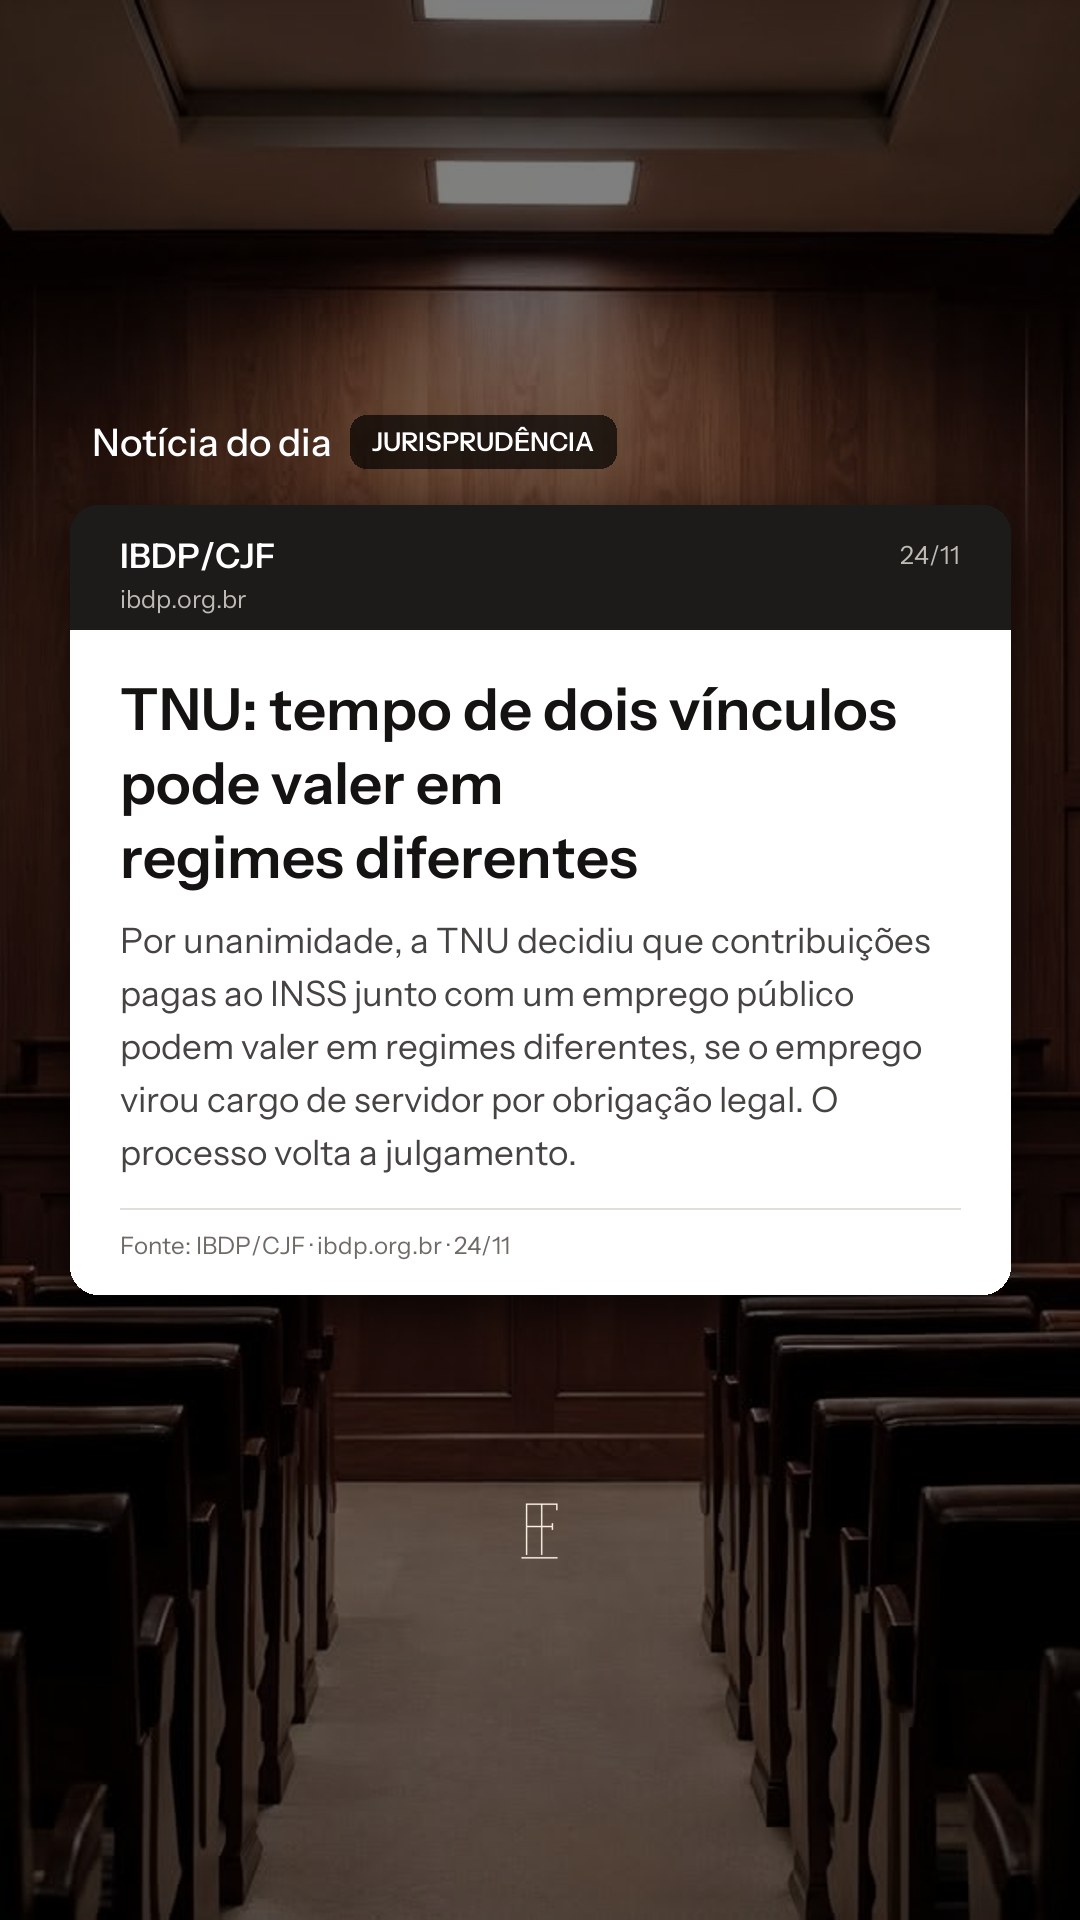 Notícia do dia JURISPRUDÊNCIA
IBDP/CJF 24/11
ibdp.org.br
TNU: tempo de dois vínculos
pode valer em
regimes diferentes
Por unanimidade, a TNU decidiu que contribuições
pagas ao INSS junto com um emprego público
podem valer em regimes diferentes, se o emprego
virou cargo de servidor por obrigação legal. O
processo volta a julgamento.
Fonte: IBDP/CJF · ibdp.org.br · 24/11